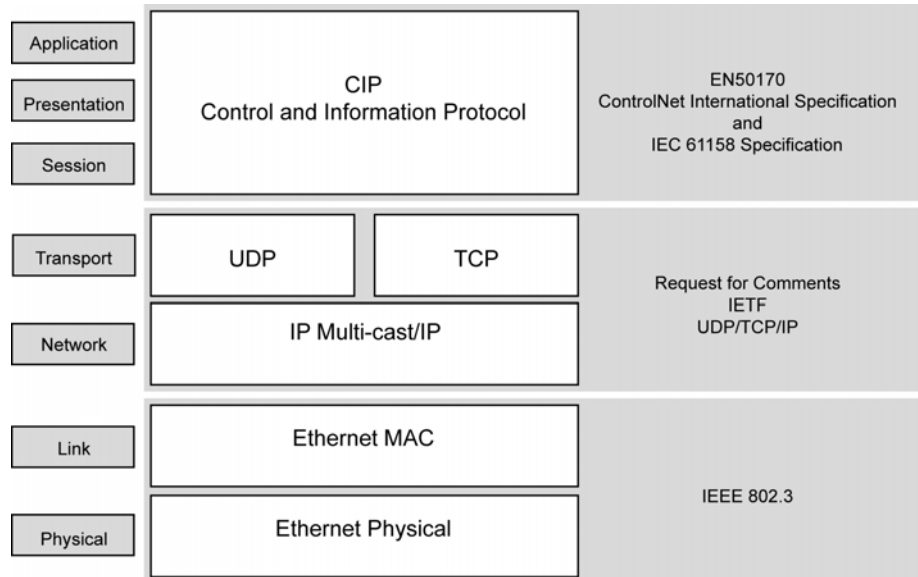 Application
Presentation
Session
CIP
Control and Information Protocol
EN50170
ControlNet International Specification
and
IEC 61158 Specification
Transport
Network
UDP
TCP
IP Multi-cast/IP
Request for Comments
IETF
UDP/TCP/IP
Link
Physical
Ethernet MAC
Ethernet Physical
IEEE 802.3